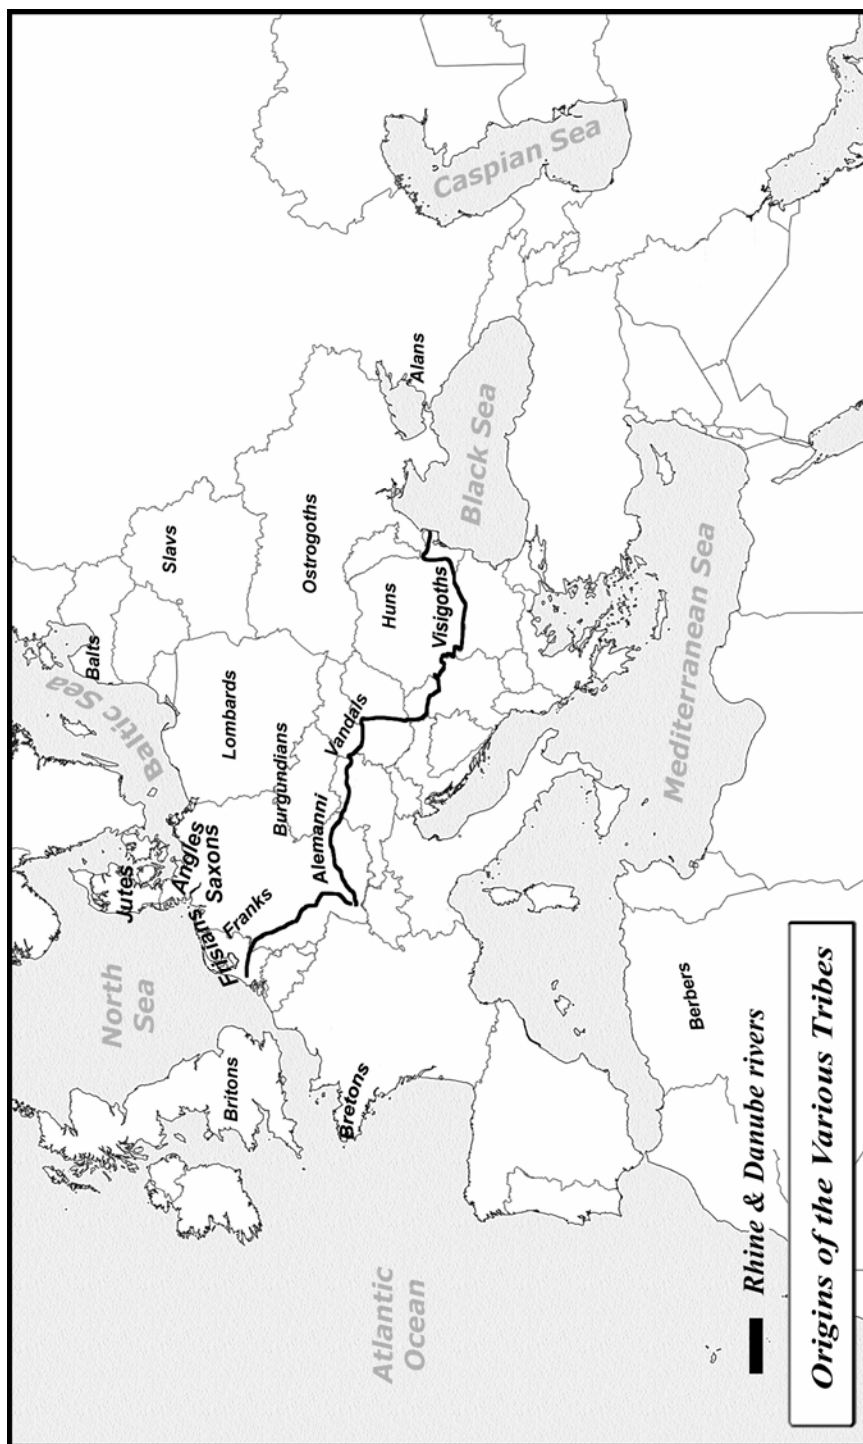 North
Sea
Baltic Sea
Balts
Slavs
Jutes
Angles
Saxons
Frisians
Franks
Britons
Lombards
Burgundians
Ostrogoths
Alemanni
Vandals
Huns
Visigoths
Alans
Bretons
Caspian Sea
Black Sea
Atlantic
Ocean
Mediterranean Sea
Berbers
Rhine & Danube rivers
Origins of the Various Tribes